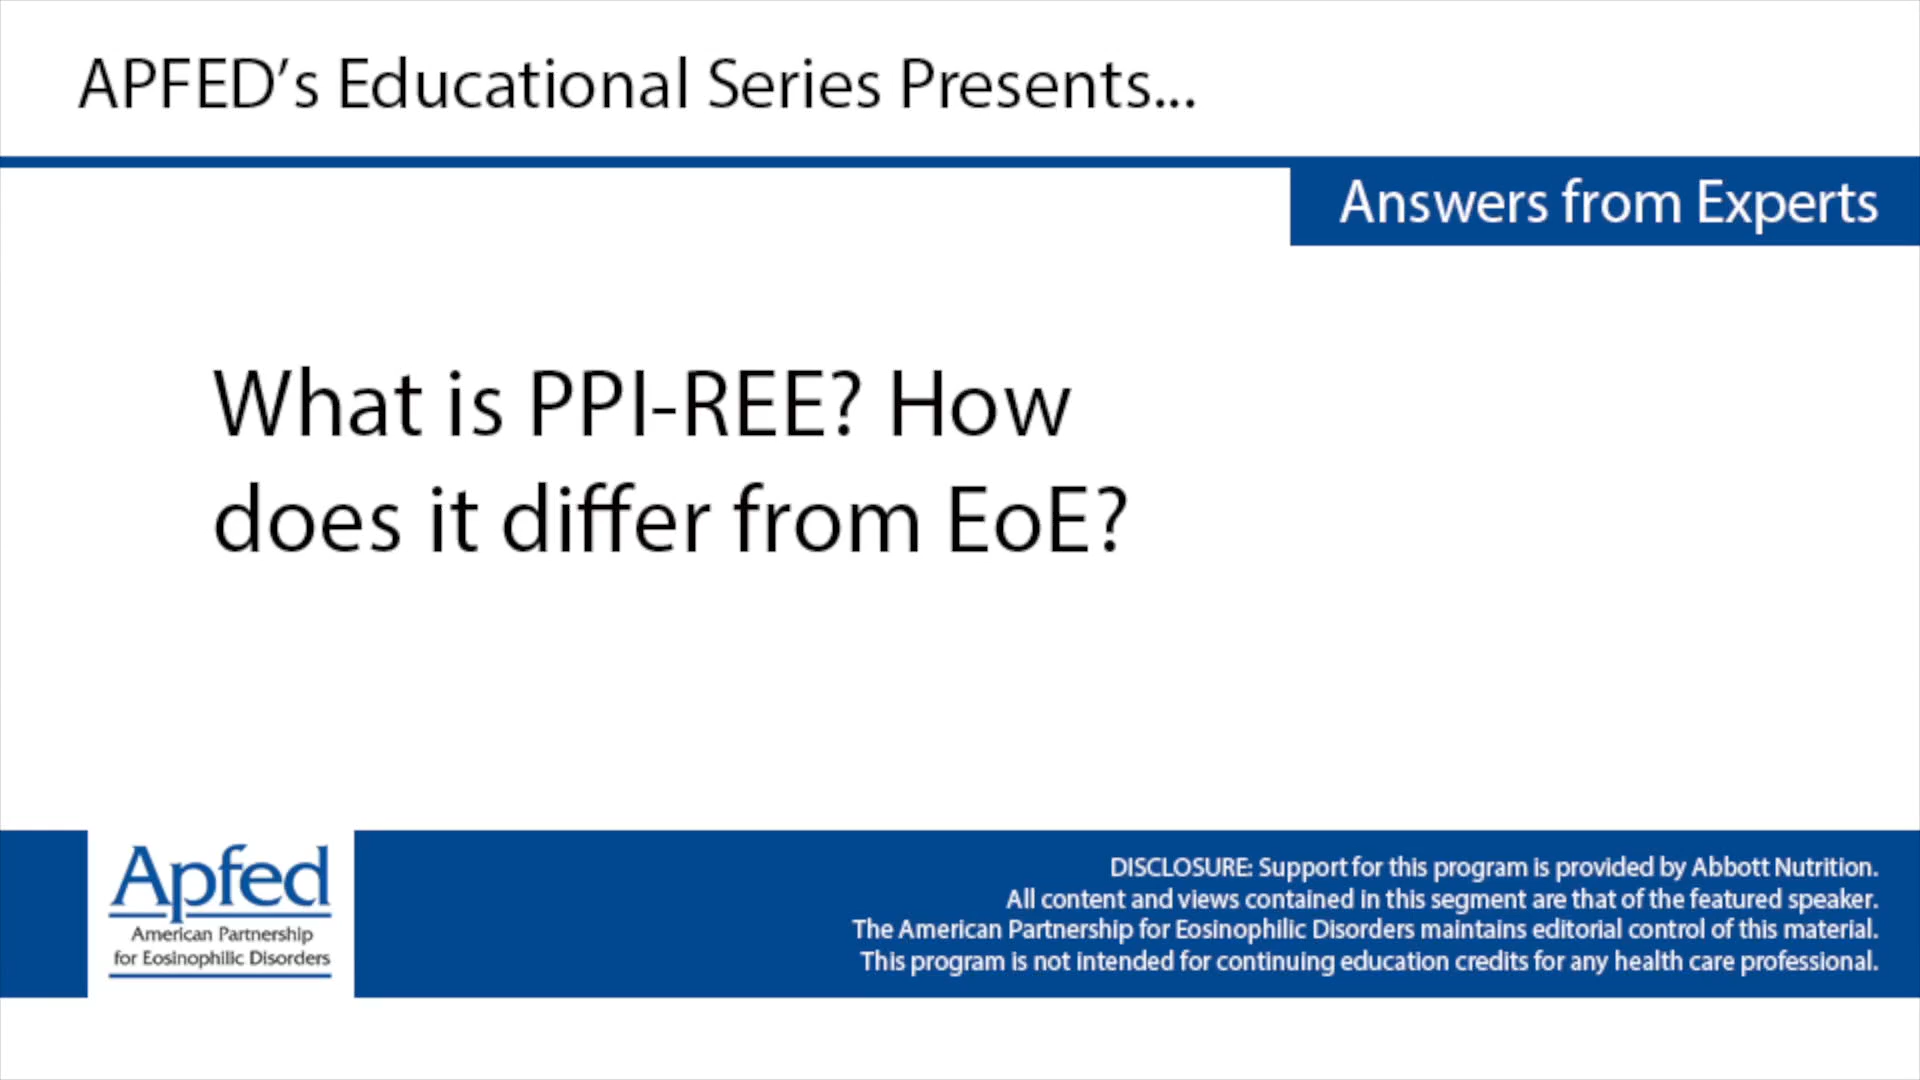 APFED’s Educational Series Presents...
Answers from Experts
What is PPI-REE? How
does it differ from EoE?
Apfed
American Partnership
for Eosinophilic Disorders
DISCLOSURE: Support for this program is provided by Abbott Nutrition.
All content and views contained in this segment are that of the featured speaker.
The American Partnership for Eosinophilic Disorders maintains editorial control of this material.
This program is not intended for continuing education credits for any health care professional.